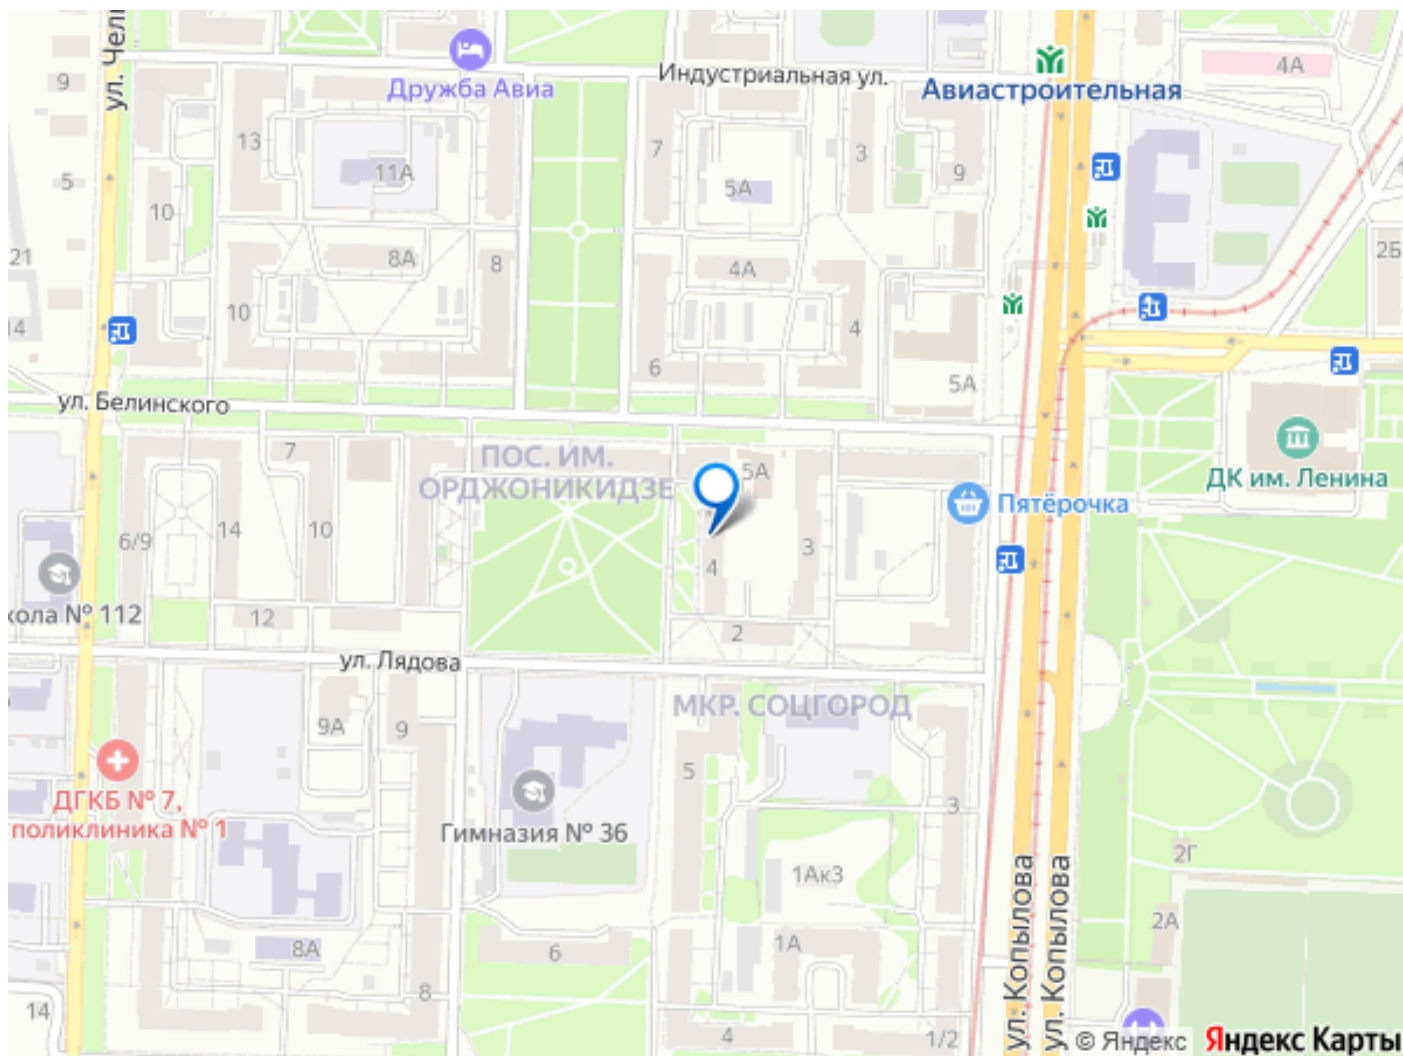 ул. Чел
9
Дружба Авиа
Индустриальная ул.
Авиастроительная
4А
13
11А
7
5А
3
9
5
10
21
8А
8
4А
2Б
14
10
6
4
5А
ул. Белинского
7
ПОС. ИМ.
ОРДЖОНИКИДЗЕ
5А
Пятёрочка
ДК им. Ленина
6/9
14
10
3
4
кола № 112
12
2
ул. Лядова
МКР. СОЦГОРОД
9А
9
5
ДГКБ № 7,
поликлиника № 1
Гимназия № 36
3
1Ак3
2Г
ул. Копылова
ул. Копылова
2А
8А
6
1А
8
14
4
1/2
© Яндекс
Яндекс Карты